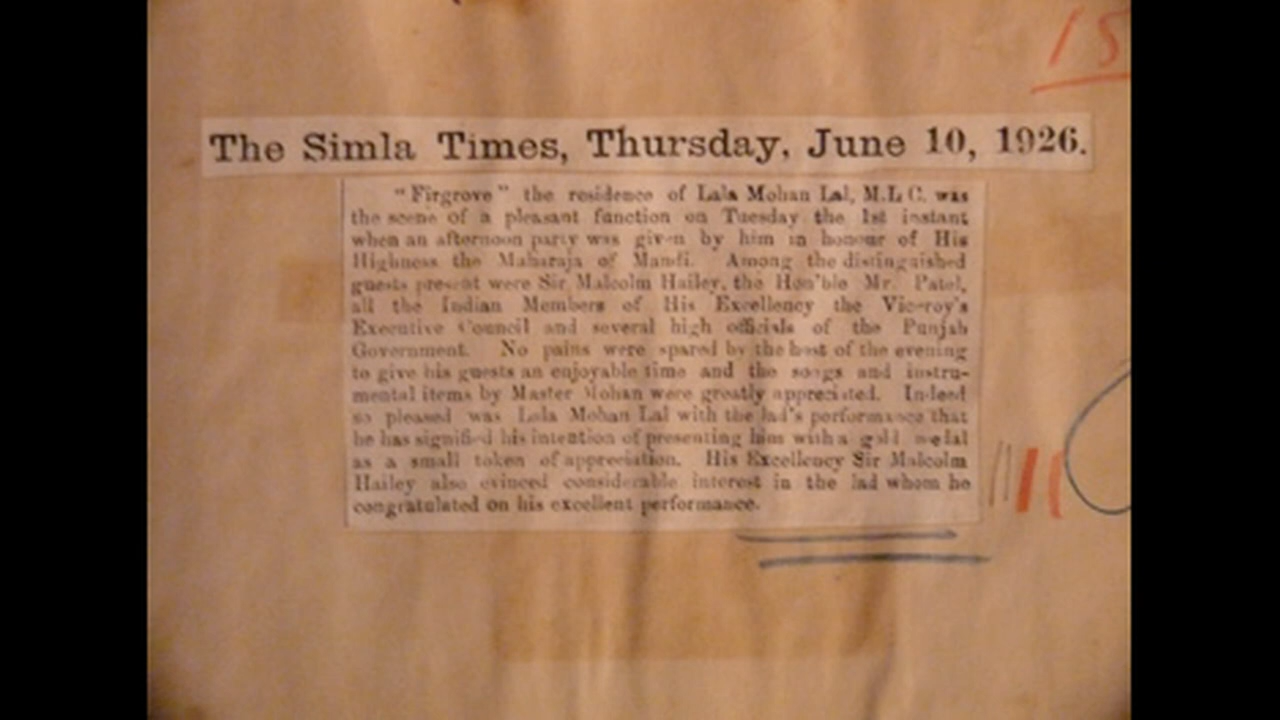 15
The Simla Times, Thursday, June 10, 1926.
"Firgrove" the residence of Lala Mohan Lal, M.L.C. was
the scene of a pleasant function on Tuesday the 1st instant
when an afternoon party was given by him in honour of His
Highness the Maharaja of Mandi. Among the distinguished
guests present were Sir Malcolm Hailey, the Hon'ble Mr. Patel,
all the Indian Members of His Excellency the Viceroy's
Executive Council and several high officials of the Punjab
Government. No pains were spared by the host of the evening
to give his guests an enjoyable time and the songs and instru-
mental items by Master Mohan were greatly appreciated. Indeed
so pleased was Lala Mohan Lal with the lad's performance that
he has signified his intention of presenting him with a gold medal
as a small token of appreciation. His Excellency Sir Malcolm
Hailey also evinced considerable interest in the lad whom he
congratulated on his excellent performance.